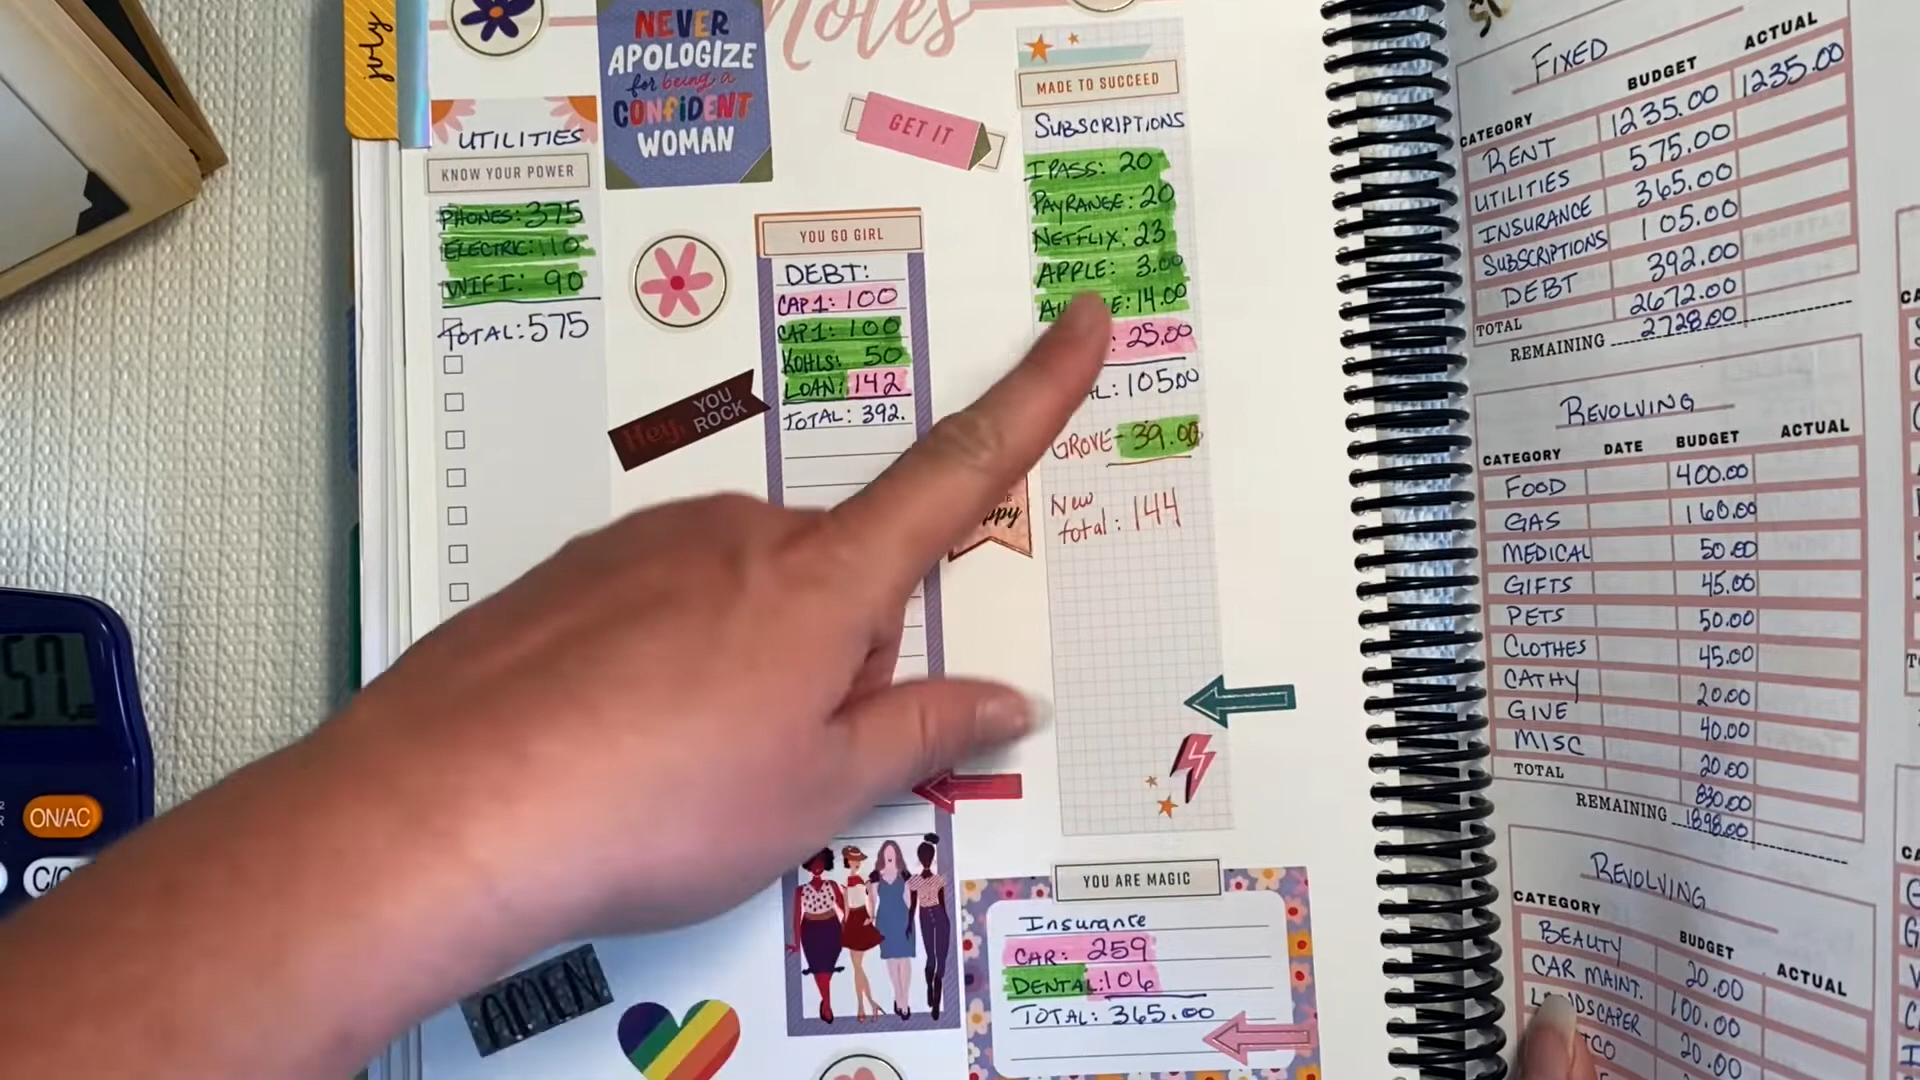 july
Notes
NEVER
APOLOGIZE
for being a
CONFIDENT
WOMAN
UTILITIES
KNOW YOUR POWER
PHONES: 375
ELECTRIC: 110
WIFI: 90
TOTAL: 575
GET IT
Hey, YOU
ROCK
YOU GO GIRL
DEBT:
CAP1: 100
CAP1: 100
KOHLS: 50
LOAN: 142
TOTAL: 392.
MADE TO SUCCEED
SUBSCRIPTIONS
IPASS: 20
PAYRANGE: 20
NETFLIX: 23
APPLE: 3.00
14.00
: 25.00
: 105.00
GROVE - 39.00
New
total: 144
AMEN
YOU ARE MAGIC
Insurance
CAR: 259
DENTAL: 106
TOTAL: 365.00
ON/AC
FIXED
CATEGORY BUDGET ACTUAL
RENT 1235.00 1235.00
UTILITIES 575.00
INSURANCE 365.00
SUBSCRIPTIONS 105.00
DEBT 392.00
TOTAL 2672.00
REMAINING 2728.00
REVOLVING
CATEGORY DATE BUDGET ACTUAL
FOOD 400.00
GAS 160.00
MEDICAL 50.00
GIFTS 45.00
PETS 50.00
CLOTHES 45.00
CATHY 20.00
GIVE 40.00
MISC 20.00
TOTAL 830.00
REMAINING 1898.00
REVOLVING
CATEGORY BUDGET ACTUAL
BEAUTY 20.00
CAR MAINT. 100.00
20.00